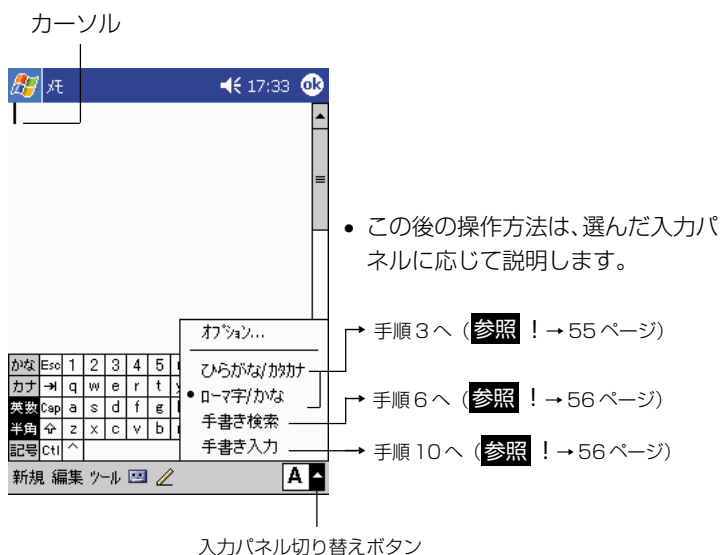 カーソル
メモ 17:33 ok
• この後の操作方法は、選んだ入力パ
ネルに応じて説明します。
オプション...
ひらがな/カタカナ
• ローマ字/かな
手書き検索
手書き入力
手順3へ（参照！→55ページ）
手順6へ（参照！→56ページ）
手順10へ（参照！→56ページ）
かな Esc 1 2 3 4 5
カナ →| q w e r t
英数 Cap a s d f g
半角 z x c v b
記号 Ctl ^
新規 編集 ツール A
入力パネル切り替えボタン